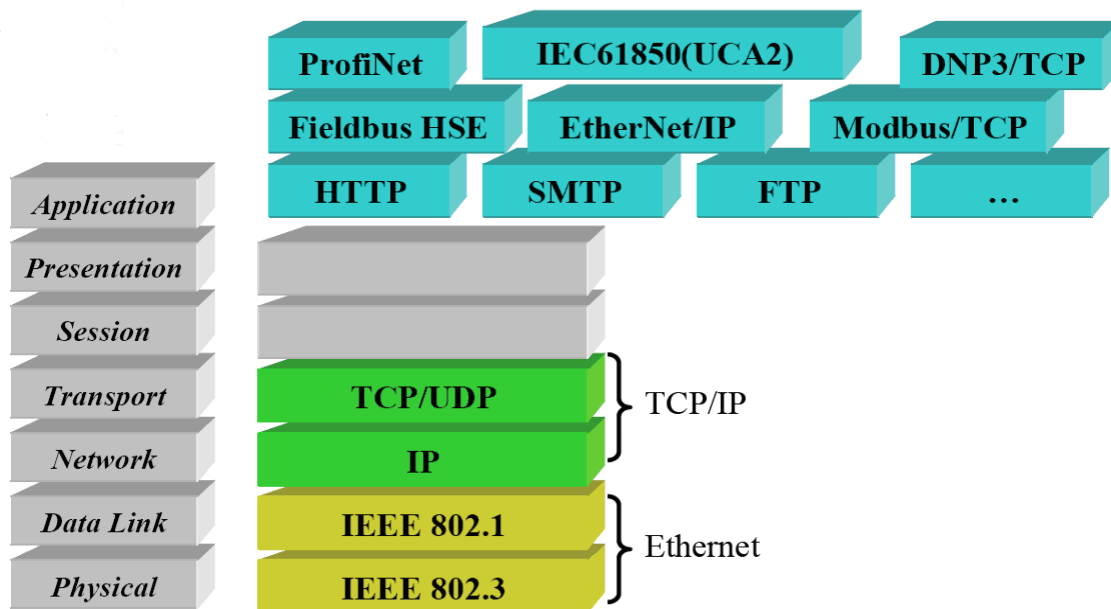 ProfiNet
IEC61850(UCA2)
DNP3/TCP
Fieldbus HSE
EtherNet/IP
Modbus/TCP
HTTP
SMTP
FTP
…
Application
Presentation
Session
Transport
TCP/UDP
TCP/IP
Network
IP
Data Link
IEEE 802.1
Ethernet
Physical
IEEE 802.3